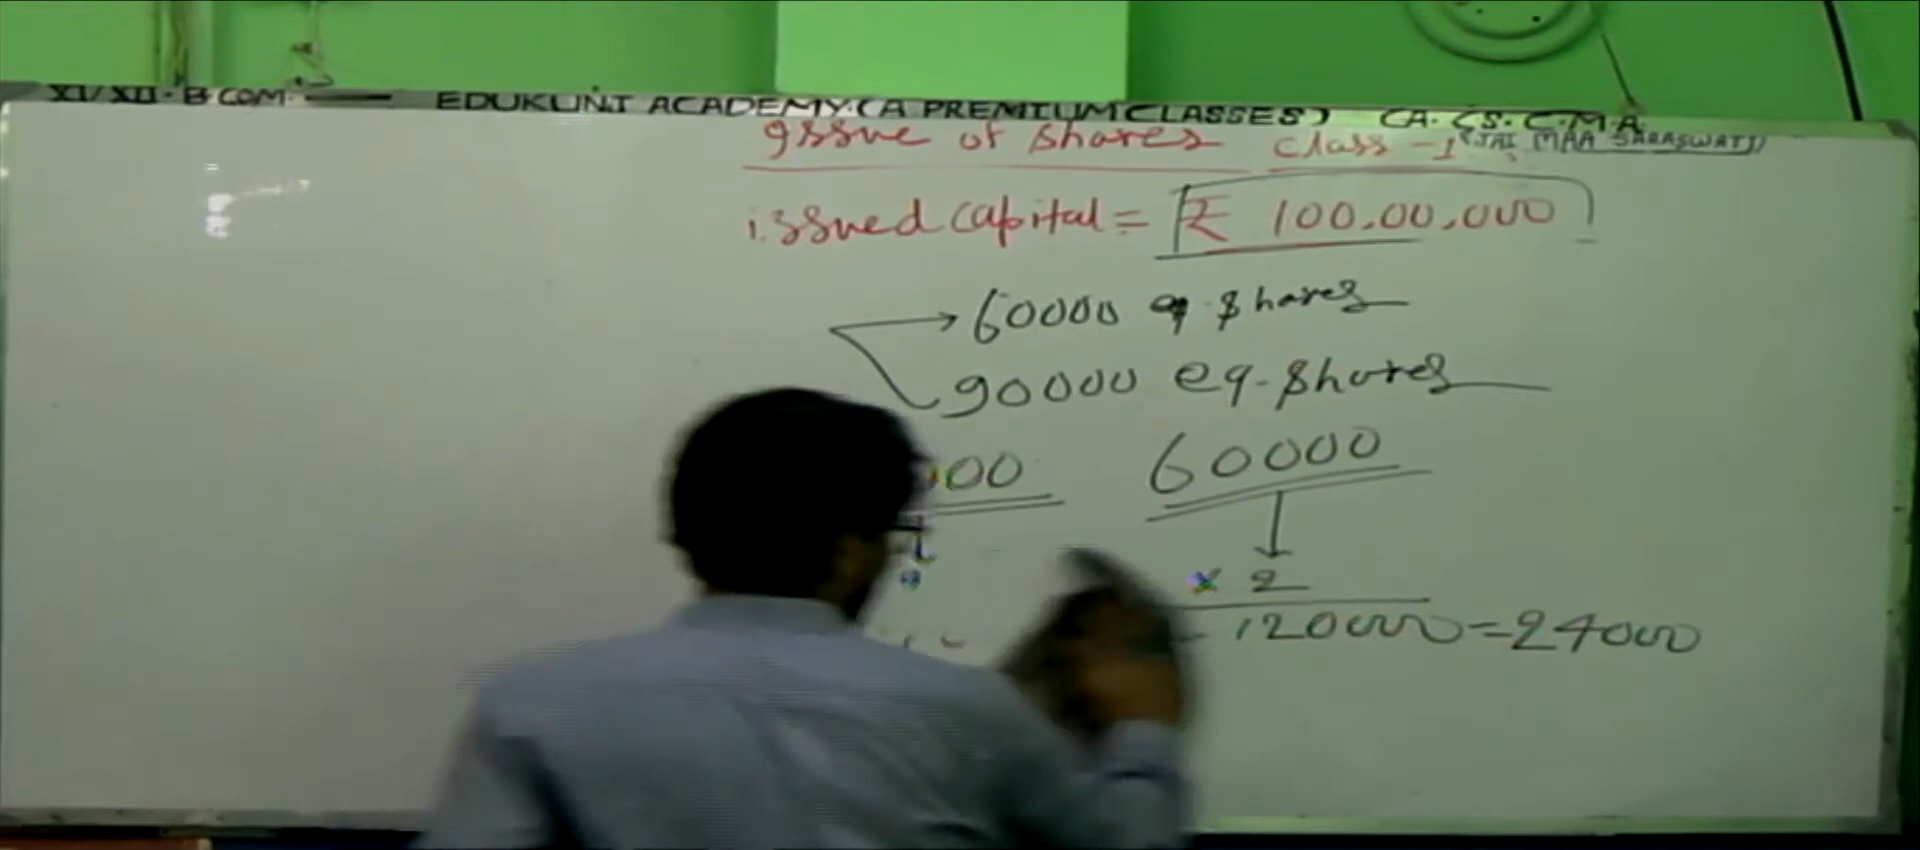 XI/XII. B.COM. — EDUKUNJ ACADEMY (A PREMIUM CLASSES) CA. CS. C.M.A
Issue of shares class -1 (JAI MAA SARASWATI)
issued capital = ₹ 100,00,000
→ 60000 eq. shares
90000 eq. shares
000 60000
× 2
120000 = 24000